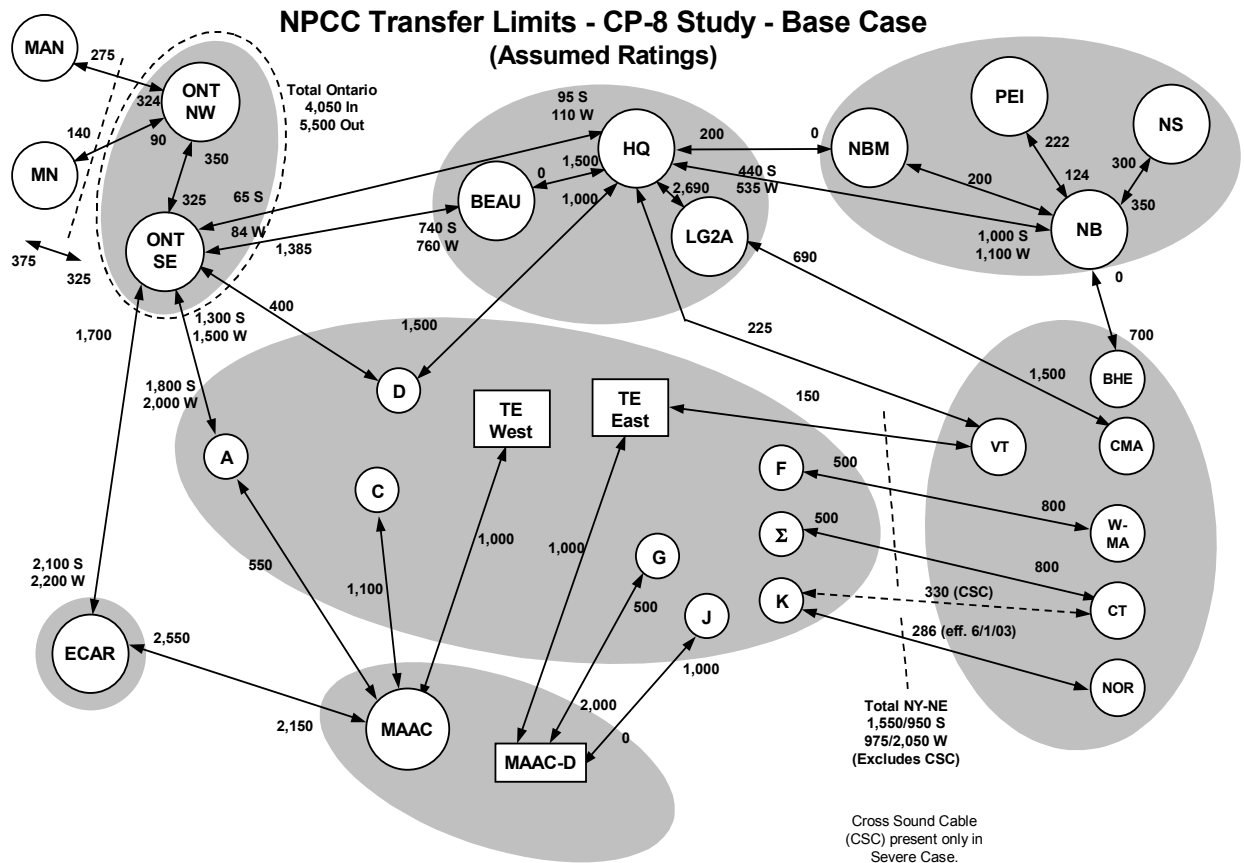 NPCC Transfer Limits - CP-8 Study - Base Case
(Assumed Ratings)
MAN
275
ONT
NW
324
Total Ontario
4,050 In
5,500 Out
140
90
MN
350
325
65 S
84 W
ONT
SE
1,385
375
325
95 S
110 W
HQ
200
0
1,500
0
1,000
BEAU
740 S
760 W
2,690
LG2A
440 S
535 W
690
NBM
PEI
NS
222
124
300
350
200
NB
1,000 S
1,100 W
0
700
BHE
1,700
1,300 S
1,500 W
400
1,500
225
1,800 S
2,000 W
D
TE
West
TE
East
150
1,500
VT
CMA
A
C
F
500
800
W-
MA
Σ
500
800
550
1,100
1,000
1,000
G
500
K
330 (CSC)
CT
286 (eff. 6/1/03)
NOR
J
1,000
2,100 S
2,200 W
ECAR
2,550
2,150
MAAC
2,000
0
MAAC-D
Total NY-NE
1,550/950 S
975/2,050 W
(Excludes CSC)
Cross Sound Cable
(CSC) present only in
Severe Case.